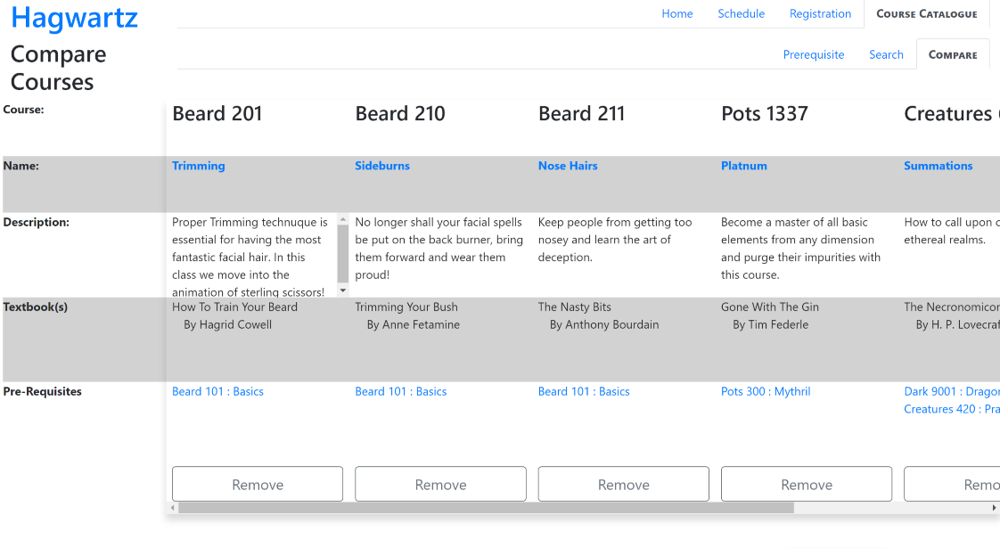 Hagwartz
Home Schedule Registration Course Catalogue
Compare
Courses
Prerequisite Search Compare
Course: Beard 201 Beard 210 Beard 211 Pots 1337 Creatures
Name: Trimming Sideburns Nose Hairs Platnum Summations
Description:
Proper Trimming technuque is
essential for having the most
fantastic facial hair. In this
class we move into the
animation of sterling scissors!
No longer shall your facial spells
be put on the back burner, bring
them forward and wear them
proud!
Keep people from getting too
nosey and learn the art of
deception.
Become a master of all basic
elements from any dimension
and purge their impurities with
this course.
How to call upon
ethereal realms.
Textbook(s)
How To Train Your Beard
By Hagrid Cowell
Trimming Your Bush
By Anne Fetamine
The Nasty Bits
By Anthony Bourdain
Gone With The Gin
By Tim Federle
The Necronomicon
By H. P. Lovecraf
Pre-Requisites
Beard 101 : Basics
Beard 101 : Basics
Beard 101 : Basics
Pots 300 : Mythril
Dark 9001 : Dragon
Creatures 420 : Pra
Remove Remove Remove Remove Remo